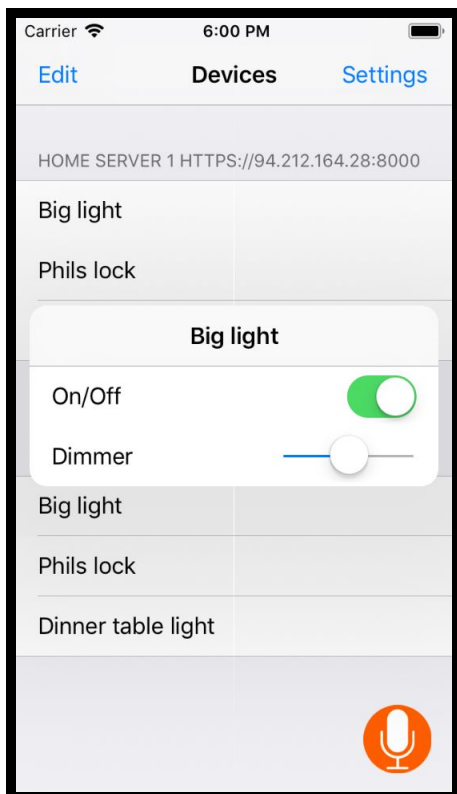 Carrier 6:00 PM
Edit Devices Settings
HOME SERVER 1 HTTPS://94.212.164.28:8000
Big light
Phils lock
Big light
On/Off
Dimmer
Big light
Phils lock
Dinner table light